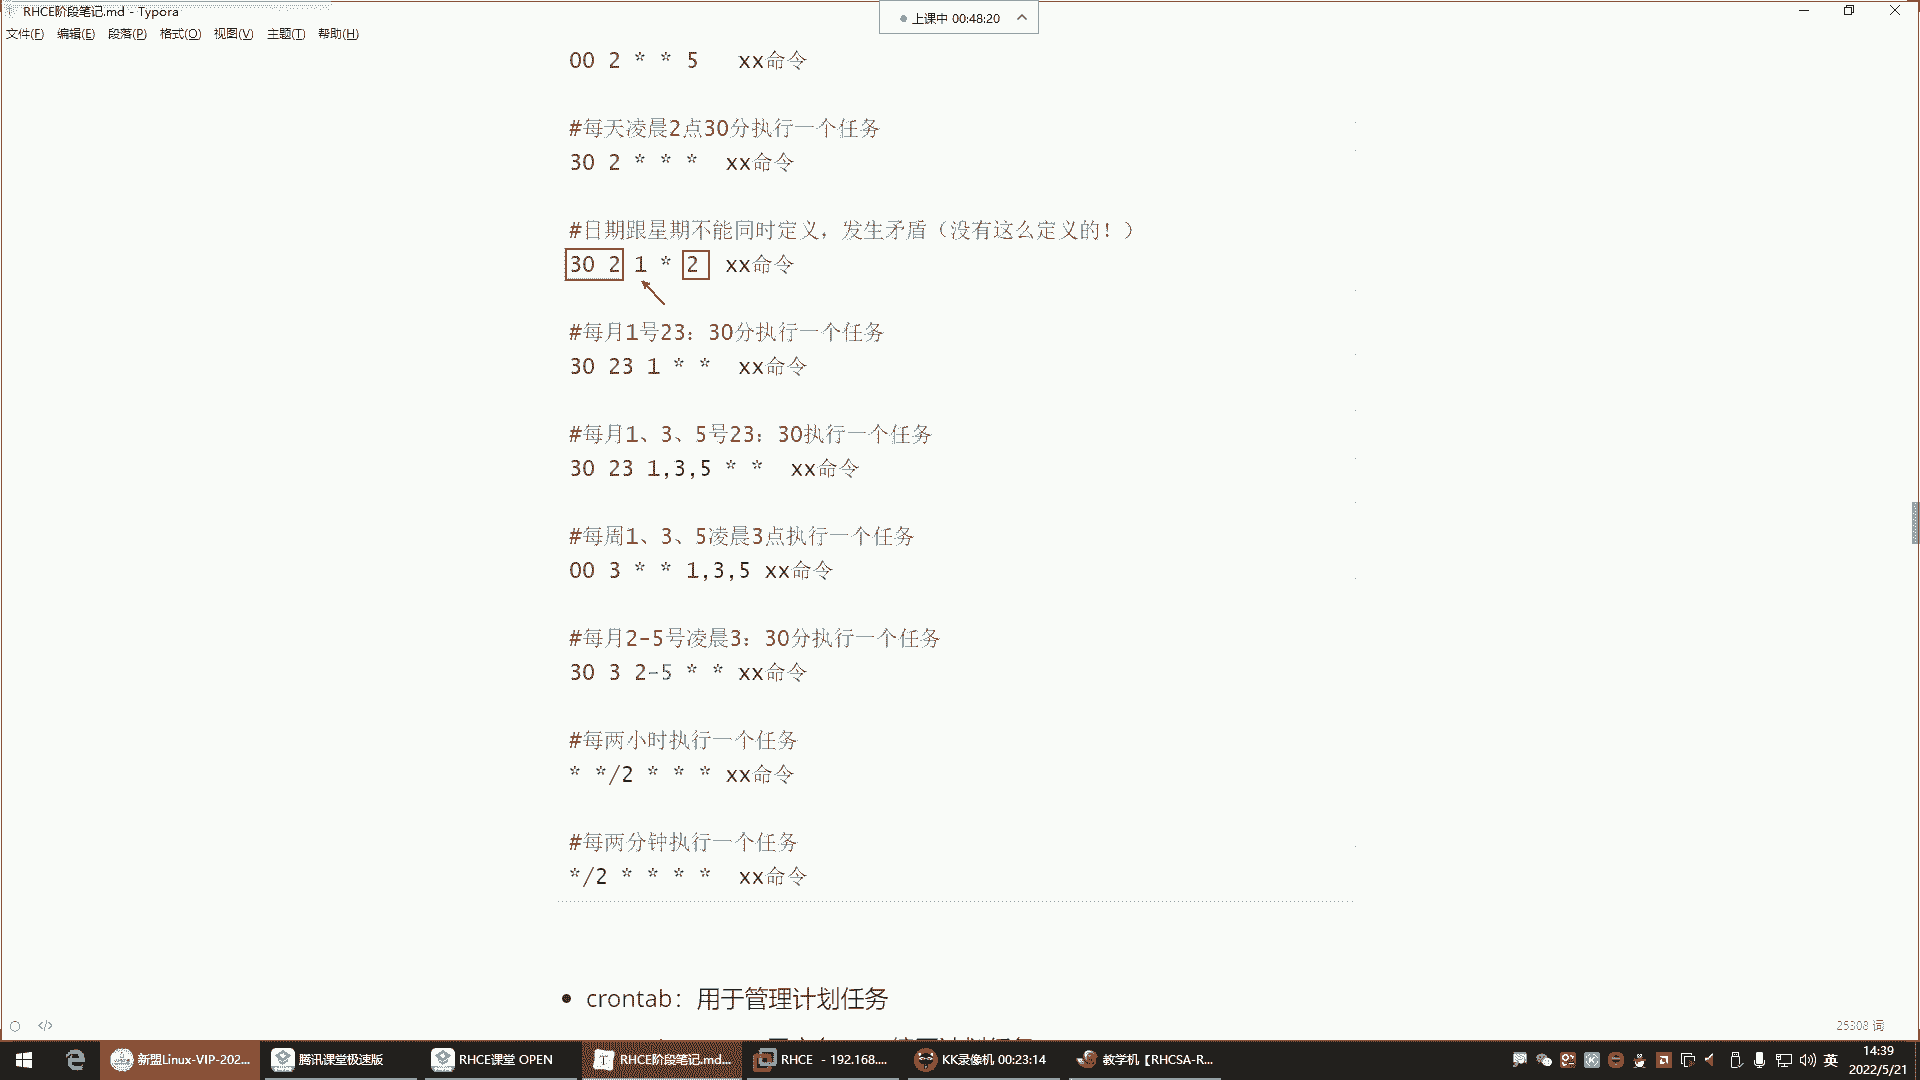 RHCE阶段笔记.md - Typora
上课中 00:48:20
文件(F) 编辑(E) 段落(P) 格式(O) 视图(V) 主题(T) 帮助(H)
00 2 * * 5 xx命令
#每天凌晨2点30分执行一个任务
30 2 * * * xx命令
#日期跟星期不能同时定义，发生矛盾（没有这么定义的！）
30 2 1 * 2 xx命令
#每月1号23：30分执行一个任务
30 23 1 * * xx命令
#每月1、3、5号23：30执行一个任务
30 23 1,3,5 * * xx命令
#每周1、3、5凌晨3点执行一个任务
00 3 * * 1,3,5 xx命令
#每月2-5号凌晨3：30分执行一个任务
30 3 2-5 * * xx命令
#每两小时执行一个任务
* */2 * * * xx命令
#每两分钟执行一个任务
*/2 * * * * xx命令
• crontab：用于管理计划任务
25308 词
新盟Linux-VIP-202... 腾讯课堂极速版 RHCE课堂 OPEN RHCE阶段笔记.md... RHCE - 192.168.... KK录像机 00:23:14 教学机【RHCSA-R... 英 14:39
2022/5/21